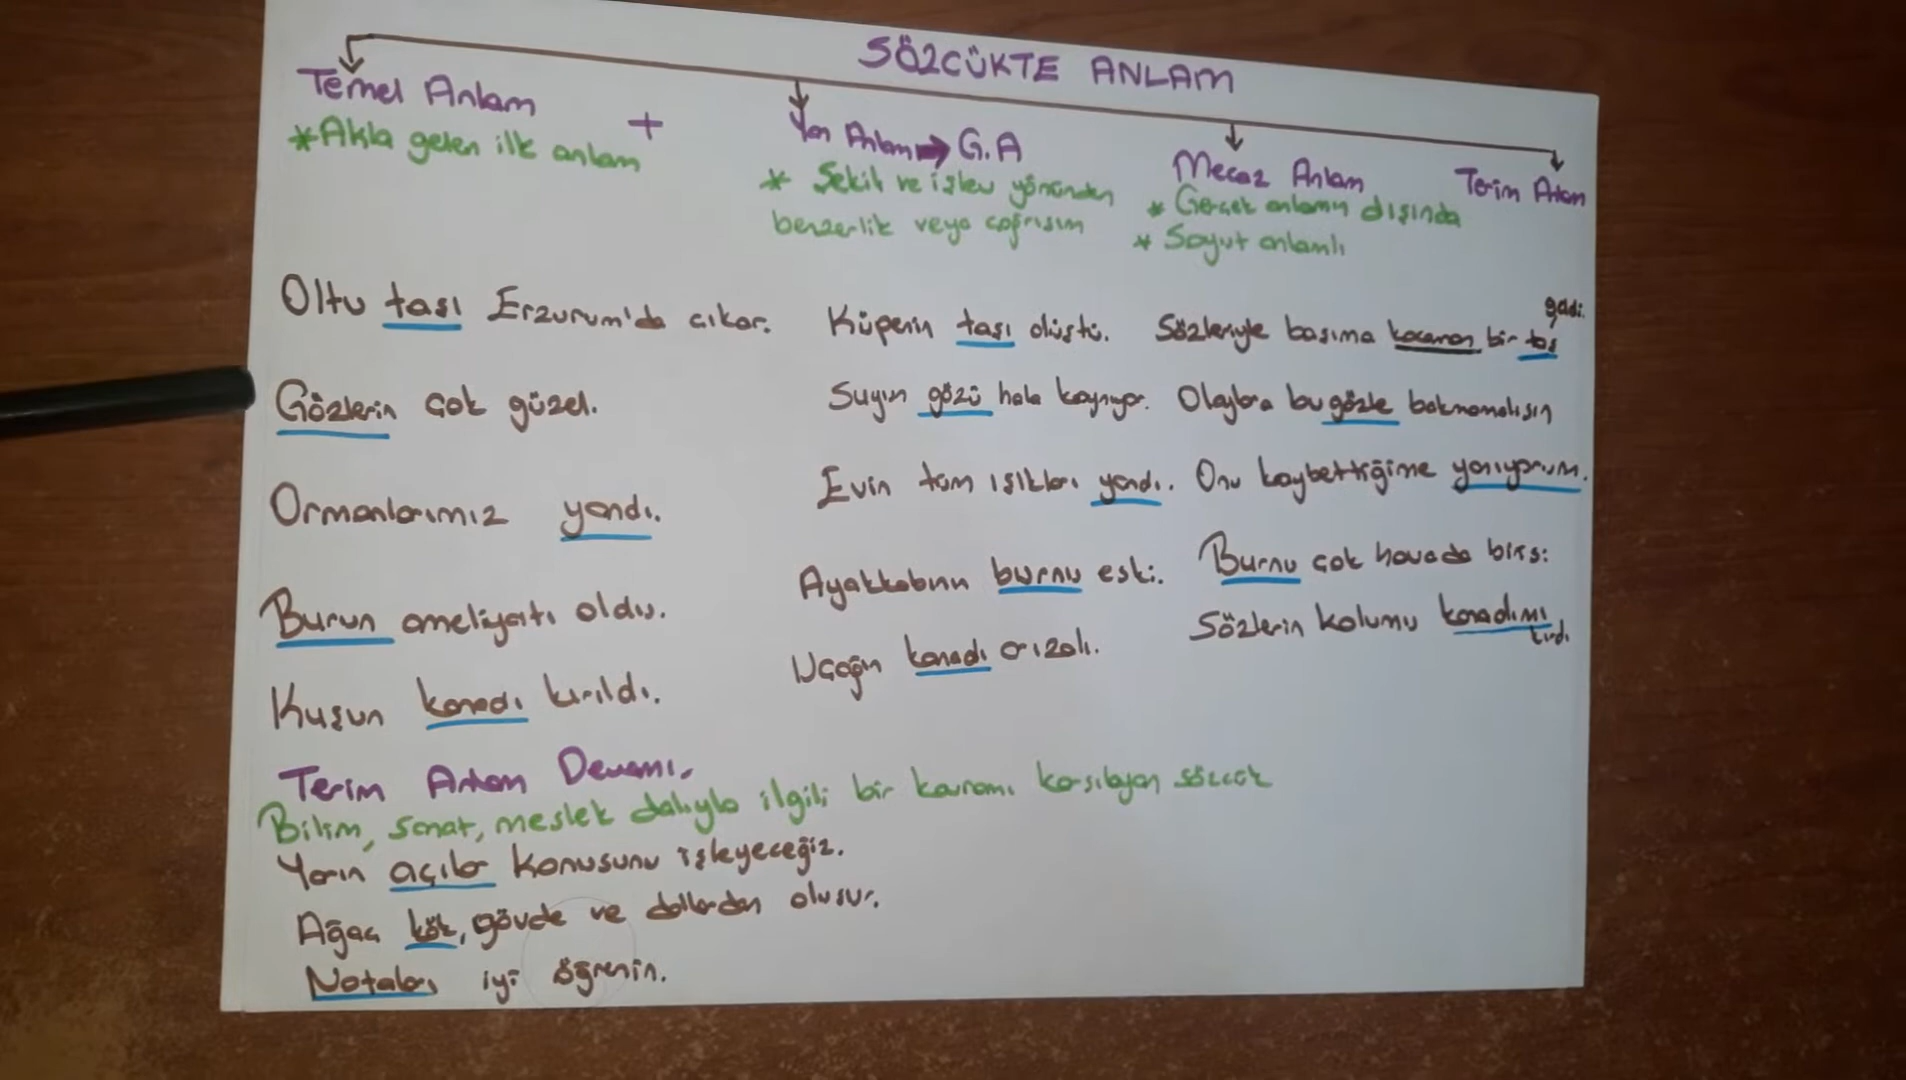 SÖZCÜKTE ANLAM
Temel Anlam
*Akla gelen ilk anlam
+
Yan Anlam → G.A
* Şekil ve işlev yönünden
benzerlik veya çağrışım
Mecaz Anlam
* Gerçek anlamın dışında
* Soyut anlamlı
Terim Anlam
Oltu taşı Erzurum'da çıkar.
Gözlerin çok güzel.
Ormanlarımız yandı.
Burun ameliyatı oldu.
Kuşun kanadı kırıldı.
Küpenin taşı düştü.
Suyun gözü hala kaynıyor.
Evin tüm ışıkları yandı.
Ayakkabının burnu eski.
Uçağın kanadı arızalı.
Sözleriyle başıma kocaman bir taş
Olaylara bu gözle bakmamalısın
Onu kaybettiğime yanıyorum.
Burnu çok havada birisi
Sözlerin kolumu kanadımı
kırdı
Terim Anlam Devamı.
Bilim, sanat, meslek dalıyla ilgili bir kavramı karşılayan sözcük
Yarın açılar konusunu işleyeceğiz.
Ağaç kök, gövde ve dallardan oluşur.
Notaları iyi öğrenin.